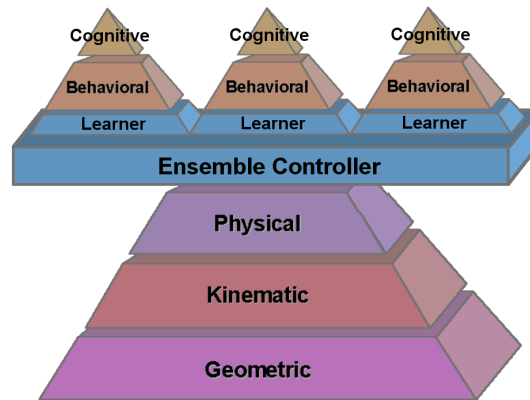 Cognitive Cognitive Cognitive
Behavioral Behavioral Behavioral
Learner Learner Learner
Ensemble Controller
Physical
Kinematic
Geometric